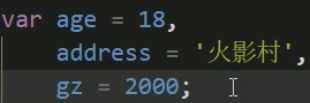 var age = 18,
address = '火影村',
gz = 2000;